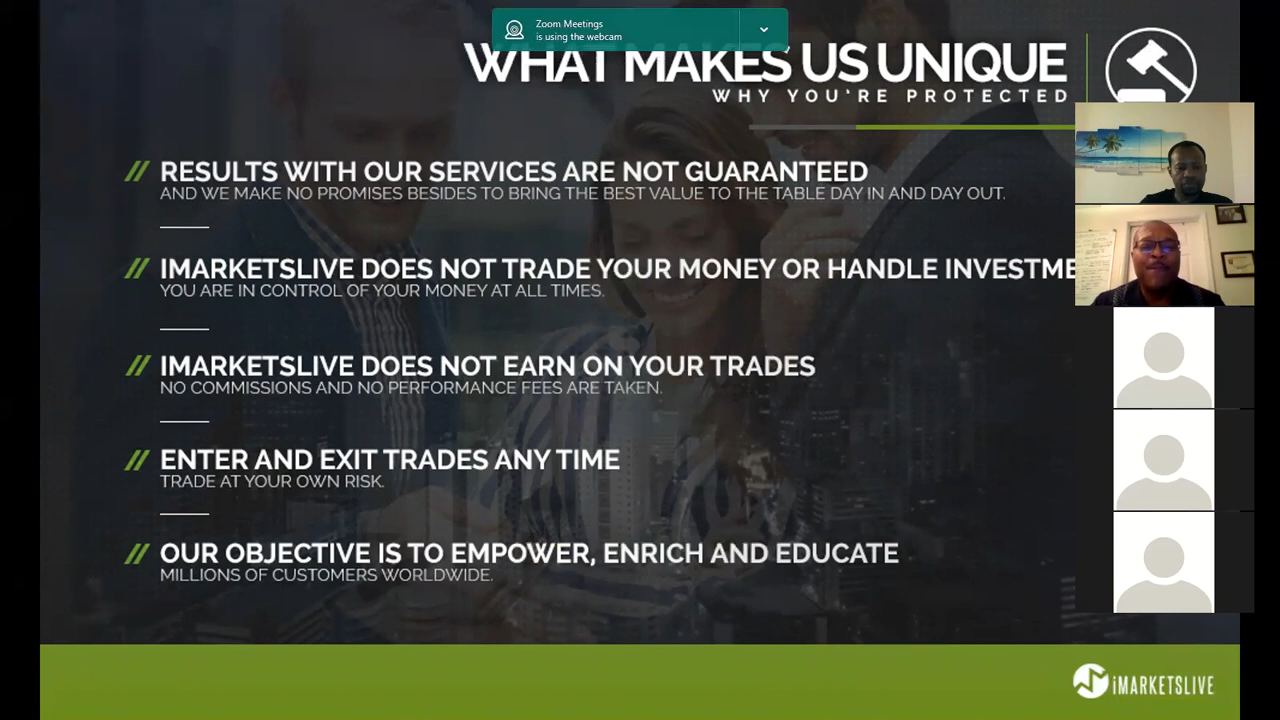 Zoom Meetings
is using the webcam
WHAT MAKES US UNIQUE
WHY YOU'RE PROTECTED
// RESULTS WITH OUR SERVICES ARE NOT GUARANTEED
AND WE MAKE NO PROMISES BESIDES TO BRING THE BEST VALUE TO THE TABLE DAY IN AND DAY OUT.
// IMARKETSLIVE DOES NOT TRADE YOUR MONEY OR HANDLE INVESTME
YOU ARE IN CONTROL OF YOUR MONEY AT ALL TIMES.
// IMARKETSLIVE DOES NOT EARN ON YOUR TRADES
NO COMMISSIONS AND NO PERFORMANCE FEES ARE TAKEN.
// ENTER AND EXIT TRADES ANY TIME
TRADE AT YOUR OWN RISK.
// OUR OBJECTIVE IS TO EMPOWER, ENRICH AND EDUCATE
MILLIONS OF CUSTOMERS WORLDWIDE.
iMARKETSLIVE